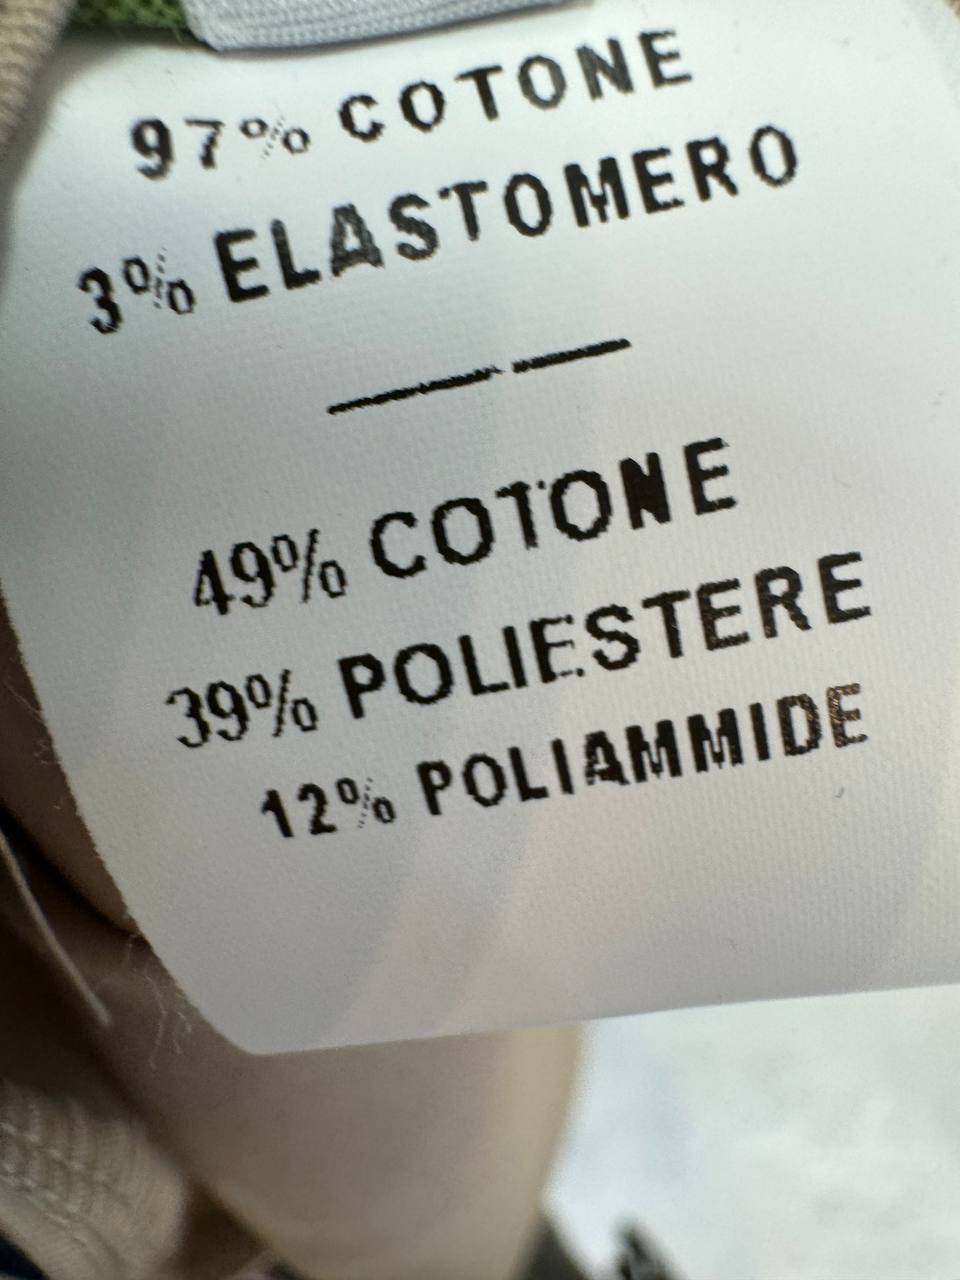 97% COTONE
3% ELASTOMERO
49% COTONE
39% POLIESTERE
12% POLIAMMIDE